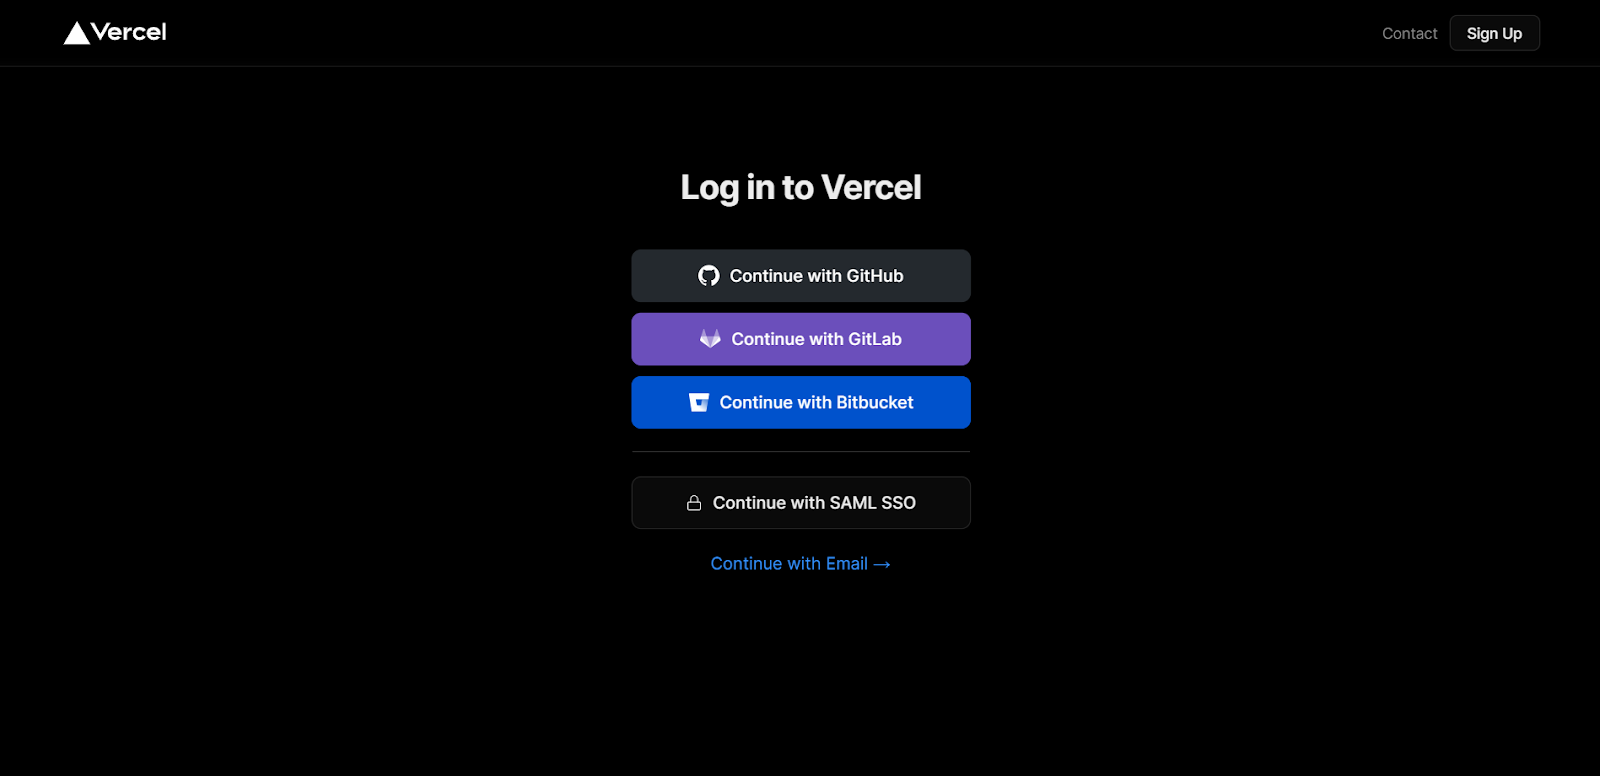 Vercel
Contact
Sign Up
Log in to Vercel
Continue with GitHub
Continue with GitLab
Continue with Bitbucket
Continue with SAML SSO
Continue with Email →